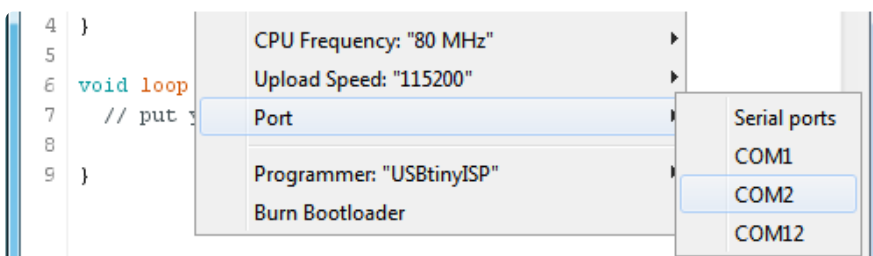 4 }
5
6 void loop
7 // put
8
9 }
CPU Frequency: "80 MHz"
Upload Speed: "115200"
Port
Programmer: "USBtinyISP"
Burn Bootloader
Serial ports
COM1
COM2
COM12